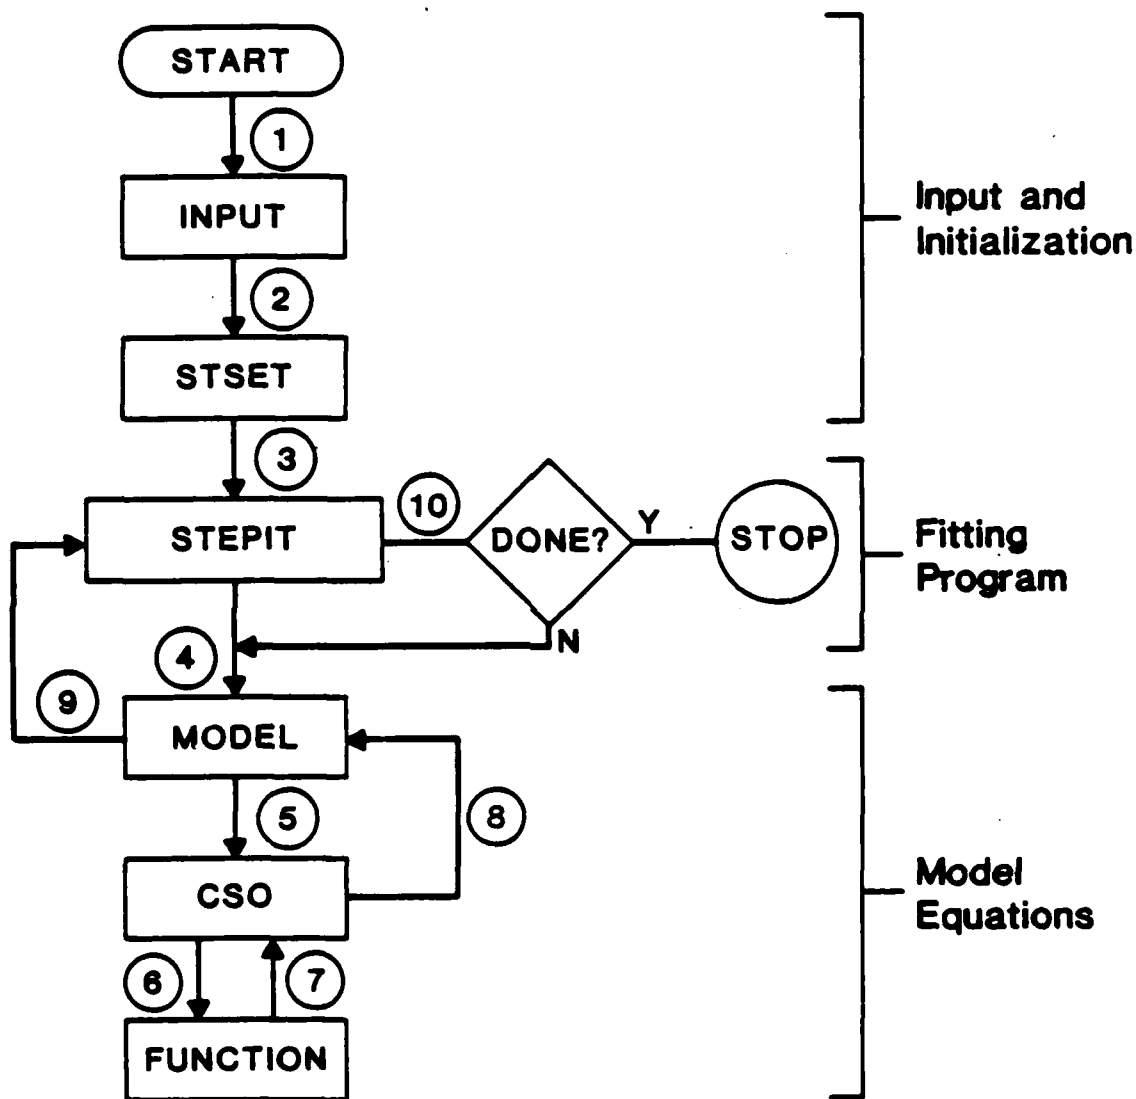 START
1
INPUT
2
STSET
3
STEPIT
10
DONE?
Y
STOP
N
4
9
MODEL
5
8
CSO
6
7
FUNCTION
Input and
Initialization
Fitting
Program
Model
Equations